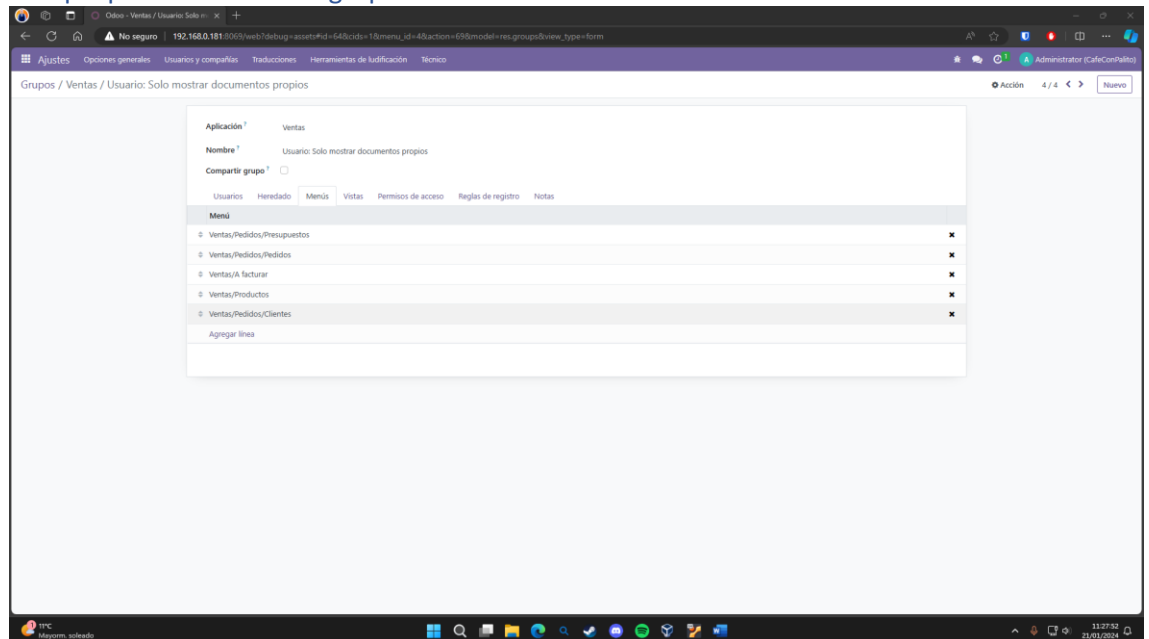 Odoo - Ventas / Usuario: Solo m
No seguro 192.168.0.181:8069/web?debug=assets#id=64&cids=1&menu_id=4&action=69&model=res.groups&view_type=form
Ajustes Opciones generales Usuarios y compañías Traducciones Herramientas de ludificación Técnico 1 A Administrator (CafeConPalito)
Grupos / Ventas / Usuario: Solo mostrar documentos propios Acción 4 / 4 Nuevo
Aplicación ? Ventas
Nombre ? Usuario: Solo mostrar documentos propios
Compartir grupo ?
Usuarios Heredado Menús Vistas Permisos de acceso Reglas de registro Notas
Menú
Ventas/Pedidos/Presupuestos
Ventas/Pedidos/Pedidos
Ventas/A facturar
Ventas/Productos
Ventas/Pedidos/Clientes
Agregar línea
11°C
Mayorm. soleado
11:27:52
21/01/2024